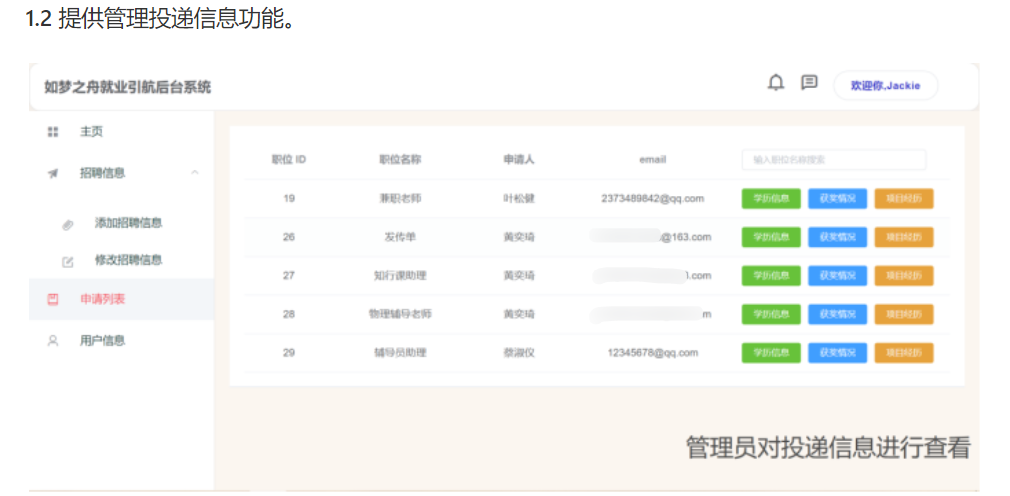 1.2 提供管理投递信息功能。
如梦之舟就业引航后台系统
欢迎你,Jackie
主页
招聘信息
添加招聘信息
修改招聘信息
申请列表
用户信息
职位 ID 职位名称 申请人 email 输入职位名称搜索
19 兼职老师 叶松健 2373489842@qq.com 学历信息 获奖情况 项目经历
26 发传单 黄奕琦 @163.com 学历信息 获奖情况 项目经历
27 知行课助理 黄奕琦 .com 学历信息 获奖情况 项目经历
28 物理辅导老师 黄奕琦 m 学历信息 获奖情况 项目经历
29 辅导员助理 蔡淑仪 12345678@qq.com 学历信息 获奖情况 项目经历
管理员对投递信息进行查看